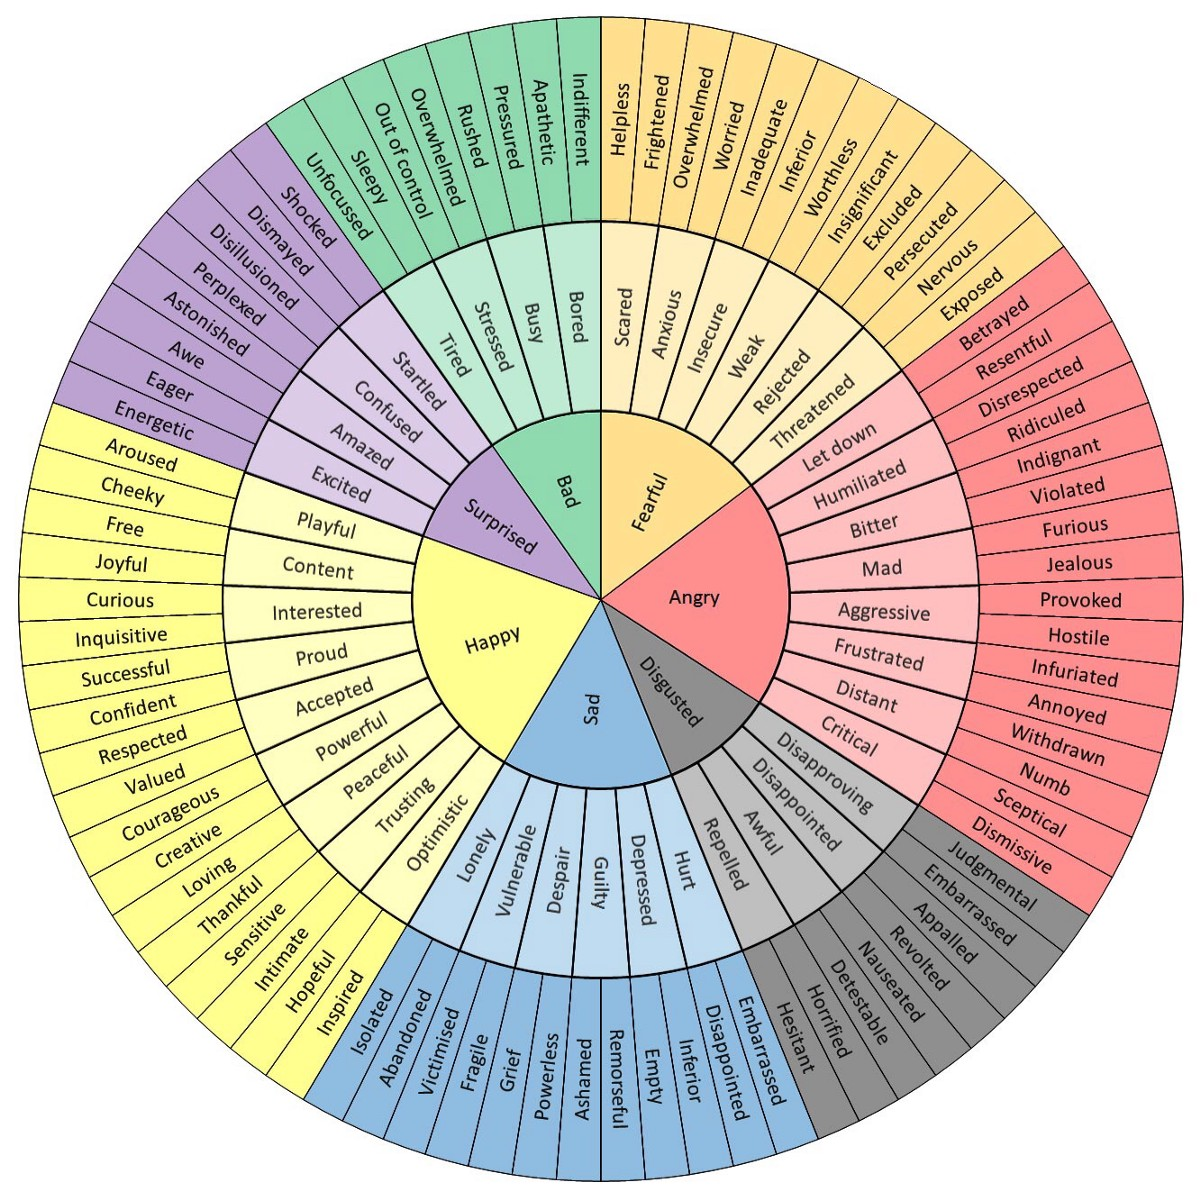 Bad
Fearful
Angry
Disgusted
Sad
Happy
Surprised
Tired
Stressed
Busy
Bored
Scared
Anxious
Insecure
Weak
Rejected
Threatened
Let down
Humiliated
Bitter
Mad
Aggressive
Frustrated
Distant
Critical
Disapproving
Disappointed
Awful
Repelled
Hurt
Depressed
Guilty
Despair
Vulnerable
Lonely
Optimistic
Trusting
Peaceful
Powerful
Accepted
Proud
Interested
Content
Playful
Excited
Amazed
Confused
Startled
Unfocussed
Sleepy
Out of control
Overwhelmed
Rushed
Pressured
Apathetic
Indifferent
Helpless
Frightened
Overwhelmed
Worried
Inadequate
Inferior
Worthless
Insignificant
Excluded
Persecuted
Nervous
Exposed
Betrayed
Resentful
Disrespected
Ridiculed
Indignant
Violated
Furious
Jealous
Provoked
Hostile
Infuriated
Annoyed
Withdrawn
Numb
Sceptical
Dismissive
Judgmental
Embarrassed
Appalled
Revolted
Nauseated
Detestable
Horrified
Hesitant
Embarrassed
Disappointed
Inferior
Empty
Remorseful
Ashamed
Powerless
Grief
Fragile
Victimised
Abandoned
Isolated
Inspired
Hopeful
Intimate
Sensitive
Thankful
Loving
Creative
Courageous
Valued
Respected
Confident
Successful
Inquisitive
Curious
Joyful
Free
Cheeky
Aroused
Energetic
Eager
Awe
Astonished
Perplexed
Disillusioned
Dismayed
Shocked